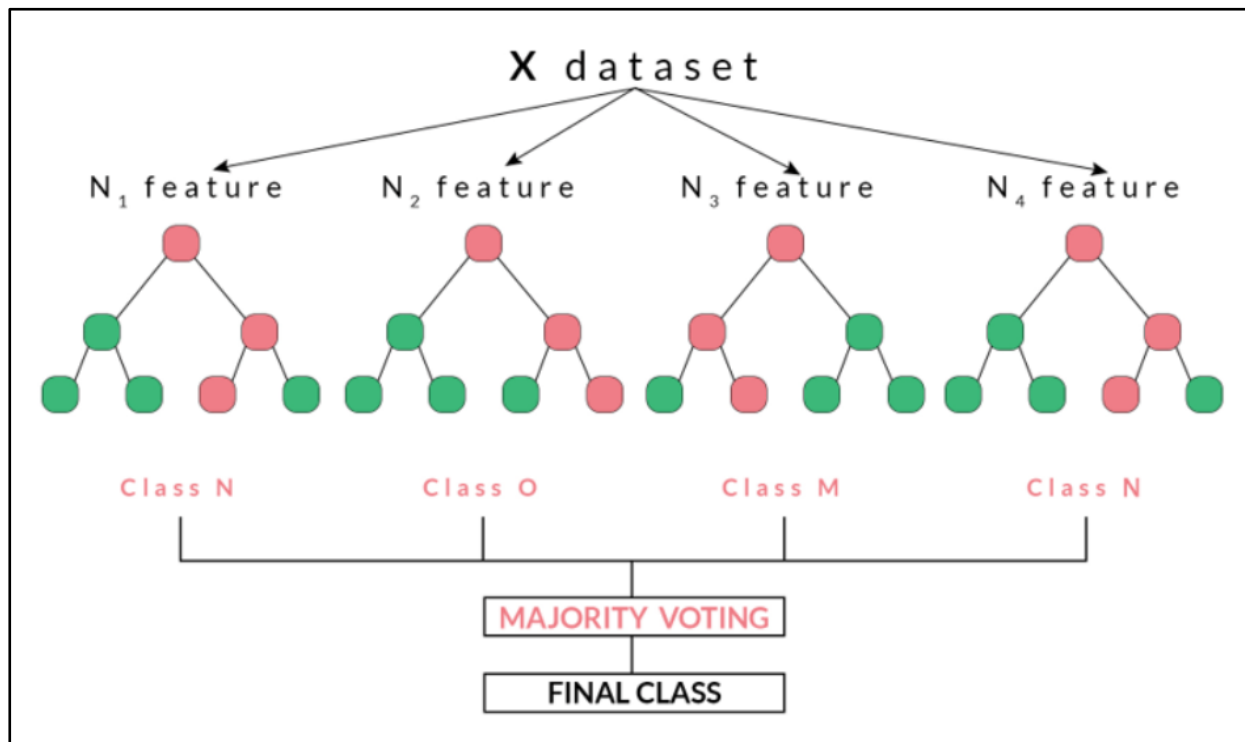 X dataset
N₁ feature N₂ feature N₃ feature N₄ feature
Class N Class O Class M Class N
MAJORITY VOTING
FINAL CLASS